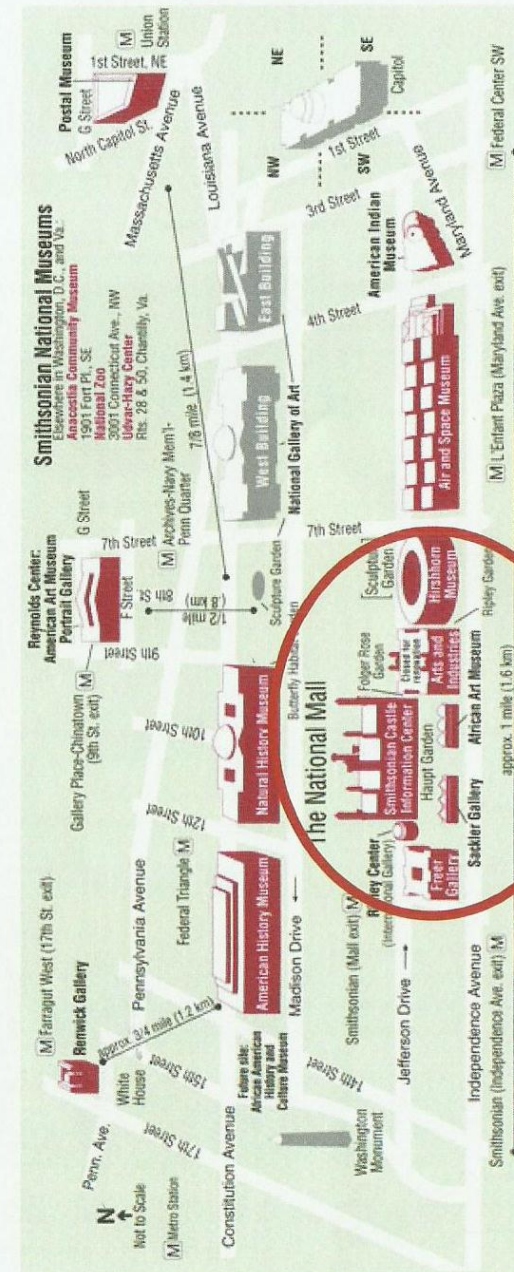 Smithsonian National Museums
Elsewhere in Washington, D.C., and Va.:
Anacostia Community Museum
1901 Fort Pl., SE
National Zoo
3001 Connecticut Ave., NW
Udvar-Hazy Center
Rts. 28 & 50, Chantilly, Va.
N
Not to Scale
M Metro Station
Penn. Ave.
M Farragut West (17th St. exit)
Renwick Gallery
White
House
17th Street
15th Street
Approx. 3/4 mile (1.2 km)
Pennsylvania Avenue
Constitution Avenue
Federal Triangle M
12th Street
10th Street
9th Street
Gallery Place-Chinatown
(9th St. exit)
M
Reynolds Center:
American Art Museum
Portrait Gallery
F Street
G Street
7th Street
8th St.
1/2 mile
(.8 km)
M Archives-Navy Mem'l-
Penn Quarter
7/8 mile (1.4 km)
Postal Museum
G Street
1st Street, NE
M Union
Station
North Capitol St.
Massachusetts Avenue
Louisiana Avenue
American History Museum
Natural History Museum
Sculpture Garden
West Building
East Building
National Gallery of Art
NW
NE
SW
SE
Capitol
1st Street
3rd Street
4th Street
7th Street
Future site:
African American
History and
Culture Museum
14th Street
Washington
Monument
Madison Drive
Butterfly Habitat Garden
The National Mall
Smithsonian (Mall exit) M
Jefferson Drive
Ripley Center
(International Gallery)
Freer
Gallery
Smithsonian Castle
Information Center
Haupt Garden
Folger Rose
Garden
Closed for
renovation
Arts and
Industries
Sculpture
Garden
Hirshhorn
Museum
Ripley Garden
Sackler Gallery
African Art Museum
Air and Space Museum
American Indian
Museum
Maryland Avenue
Independence Avenue
Smithsonian (Independence Ave. exit) M
approx. 1 mile (1.6 km)
M L'Enfant Plaza (Maryland Ave. exit)
M Federal Center SW